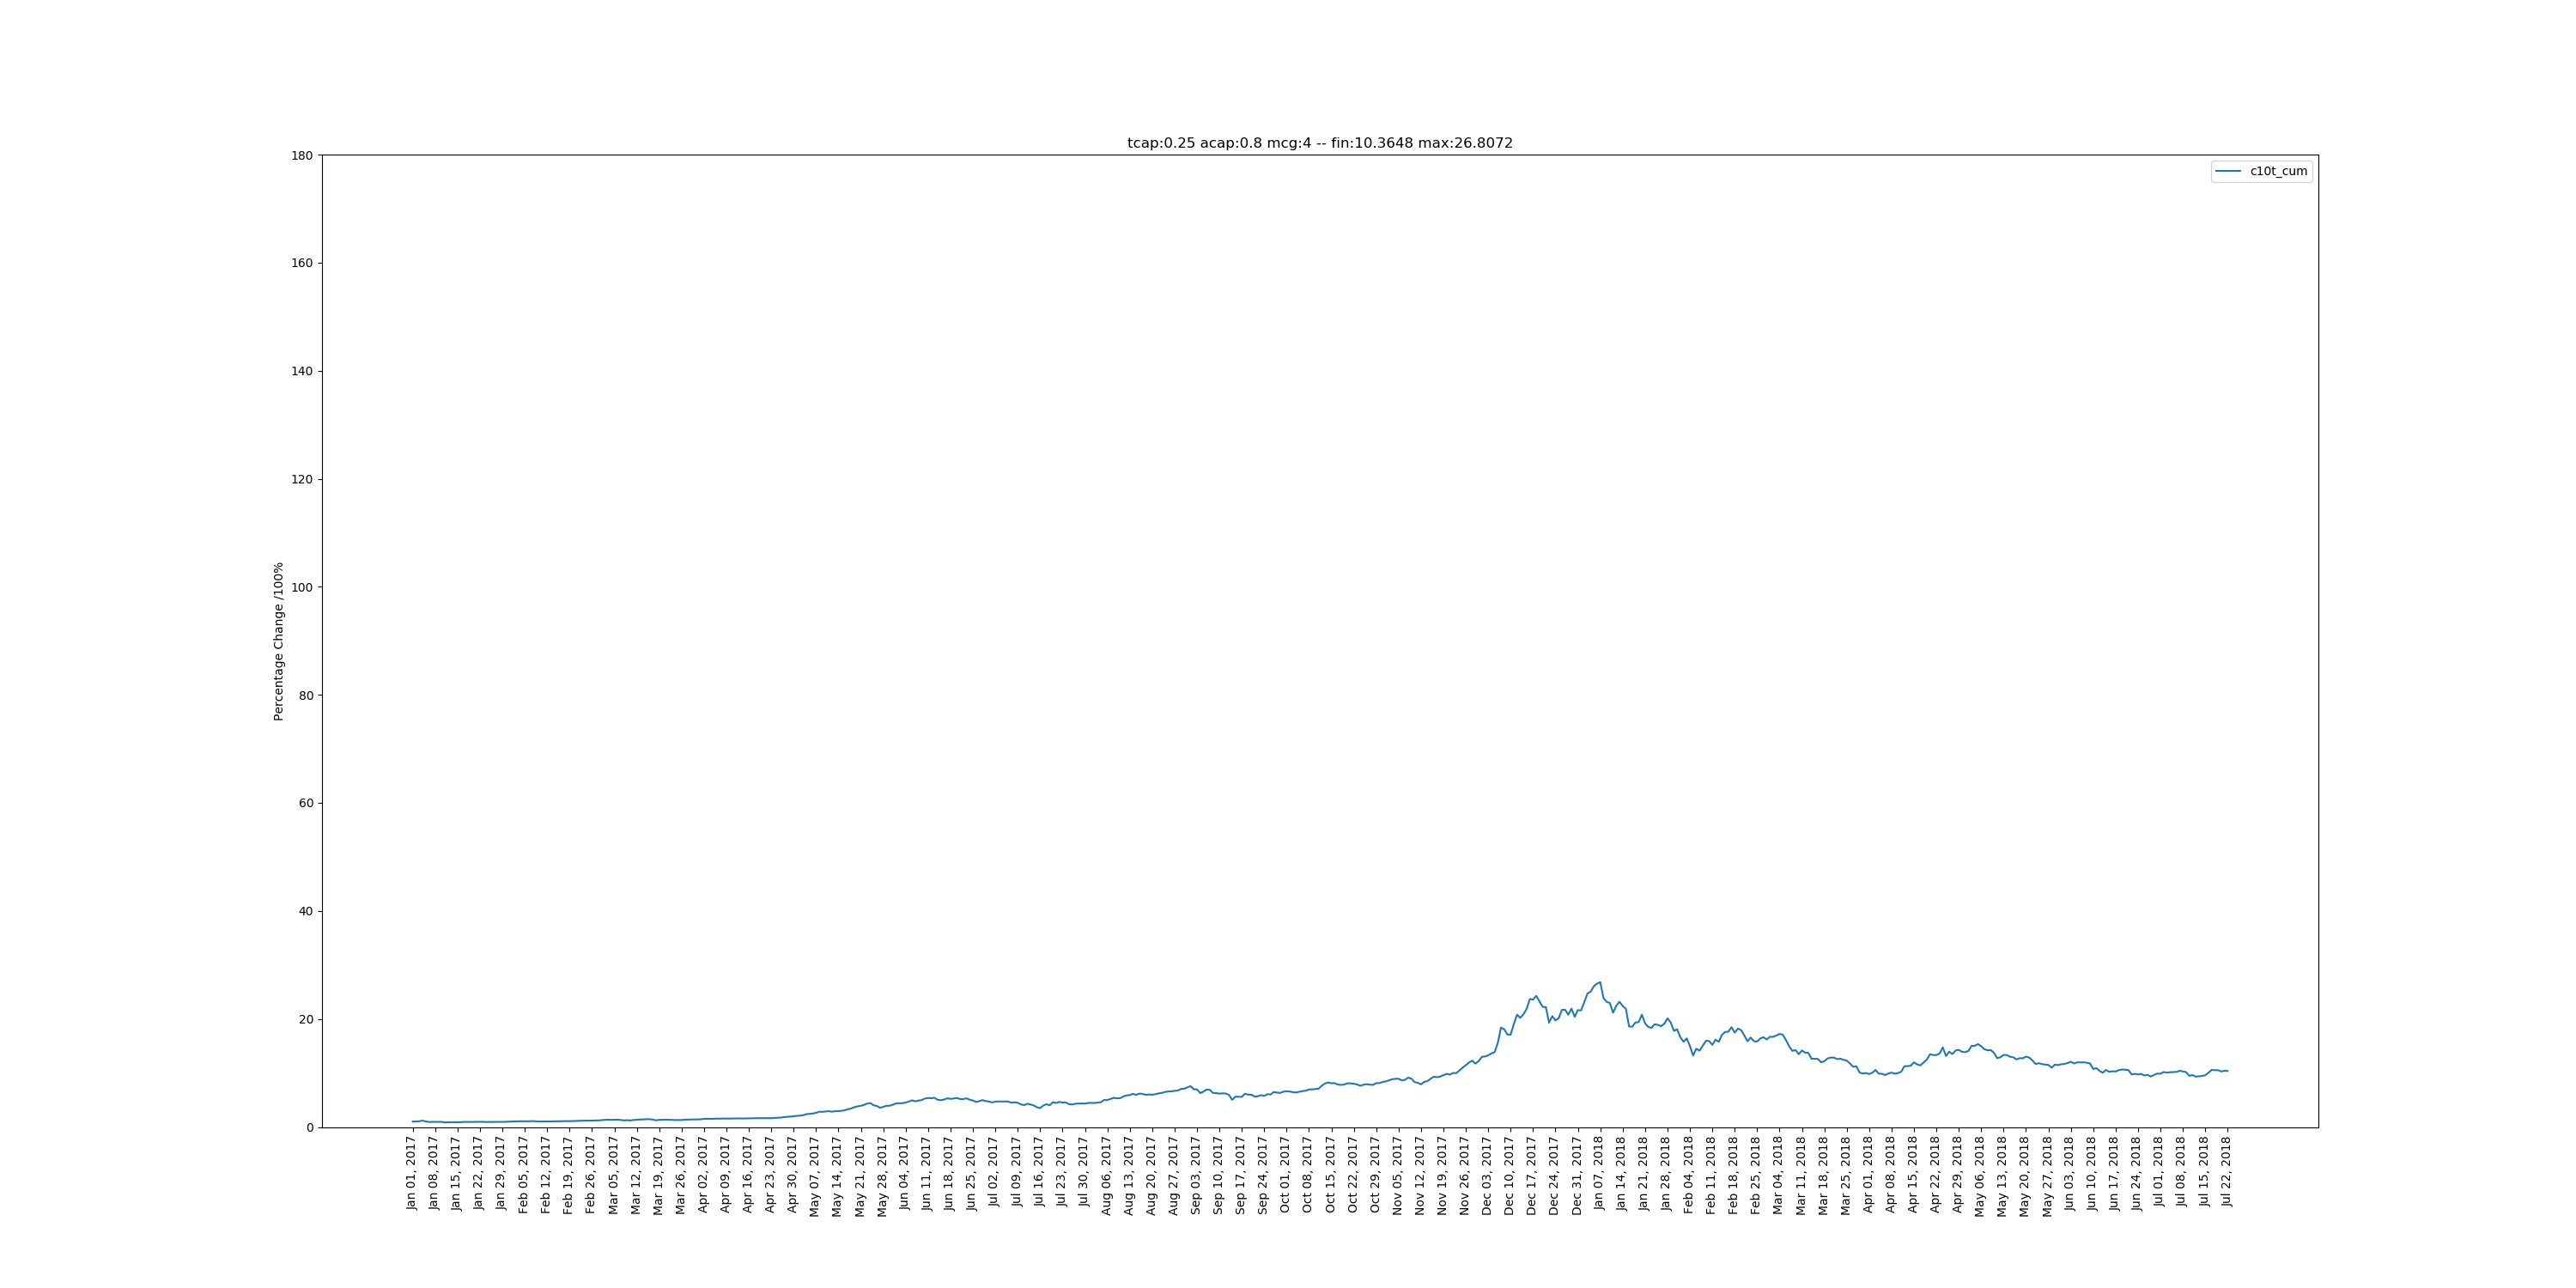 tcap:0.25 acap:0.8 mcg:4 -- fin:10.3648 max:26.8072
c10t_cum
Percentage Change /100%
180
160
140
120
100
80
60
40
20
0
Jan 01, 2017
Jan 08, 2017
Jan 15, 2017
Jan 22, 2017
Jan 29, 2017
Feb 05, 2017
Feb 12, 2017
Feb 19, 2017
Feb 26, 2017
Mar 05, 2017
Mar 12, 2017
Mar 19, 2017
Mar 26, 2017
Apr 02, 2017
Apr 09, 2017
Apr 16, 2017
Apr 23, 2017
Apr 30, 2017
May 07, 2017
May 14, 2017
May 21, 2017
May 28, 2017
Jun 04, 2017
Jun 11, 2017
Jun 18, 2017
Jun 25, 2017
Jul 02, 2017
Jul 09, 2017
Jul 16, 2017
Jul 23, 2017
Jul 30, 2017
Aug 06, 2017
Aug 13, 2017
Aug 20, 2017
Aug 27, 2017
Sep 03, 2017
Sep 10, 2017
Sep 17, 2017
Sep 24, 2017
Oct 01, 2017
Oct 08, 2017
Oct 15, 2017
Oct 22, 2017
Oct 29, 2017
Nov 05, 2017
Nov 12, 2017
Nov 19, 2017
Nov 26, 2017
Dec 03, 2017
Dec 10, 2017
Dec 17, 2017
Dec 24, 2017
Dec 31, 2017
Jan 07, 2018
Jan 14, 2018
Jan 21, 2018
Jan 28, 2018
Feb 04, 2018
Feb 11, 2018
Feb 18, 2018
Feb 25, 2018
Mar 04, 2018
Mar 11, 2018
Mar 18, 2018
Mar 25, 2018
Apr 01, 2018
Apr 08, 2018
Apr 15, 2018
Apr 22, 2018
Apr 29, 2018
May 06, 2018
May 13, 2018
May 20, 2018
May 27, 2018
Jun 03, 2018
Jun 10, 2018
Jun 17, 2018
Jun 24, 2018
Jul 01, 2018
Jul 08, 2018
Jul 15, 2018
Jul 22, 2018